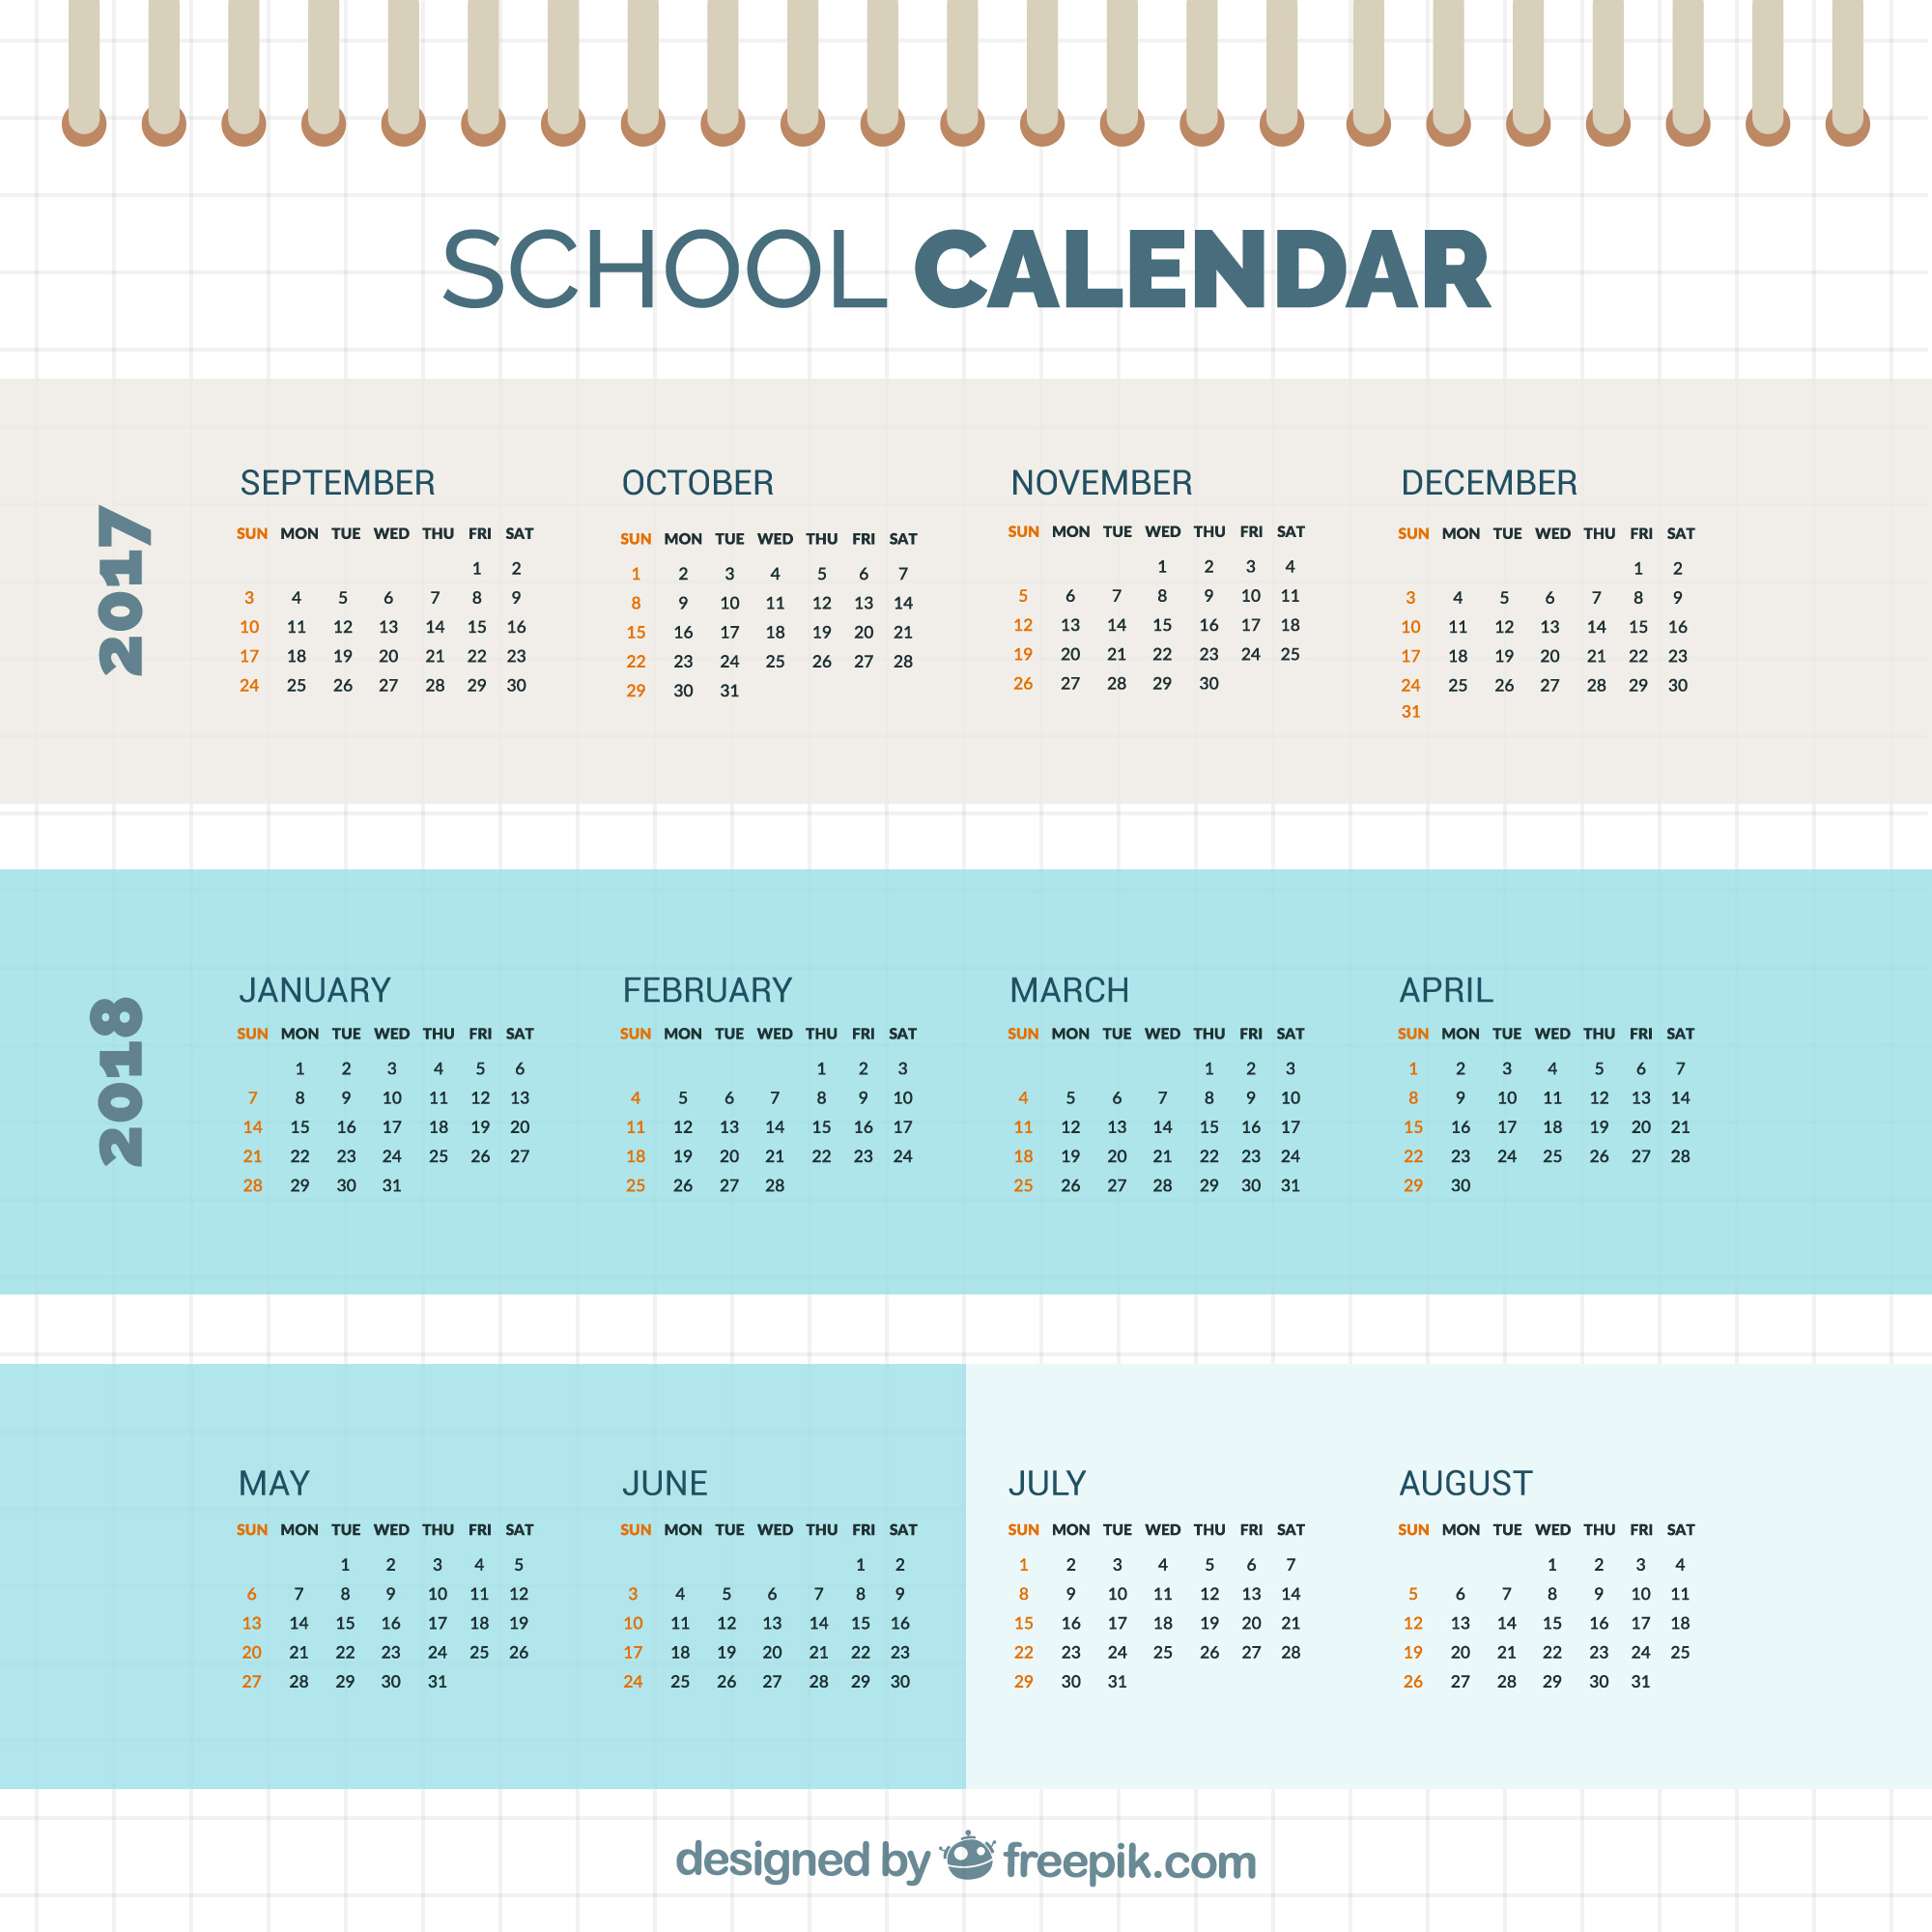 SCHOOL CALENDAR
2017
SEPTEMBER
SUN MON TUE WED THU FRI SAT
1 2
3 4 5 6 7 8 9
10 11 12 13 14 15 16
17 18 19 20 21 22 23
24 25 26 27 28 29 30
OCTOBER
SUN MON TUE WED THU FRI SAT
1 2 3 4 5 6 7
8 9 10 11 12 13 14
15 16 17 18 19 20 21
22 23 24 25 26 27 28
29 30 31
NOVEMBER
SUN MON TUE WED THU FRI SAT
1 2 3 4
5 6 7 8 9 10 11
12 13 14 15 16 17 18
19 20 21 22 23 24 25
26 27 28 29 30
DECEMBER
SUN MON TUE WED THU FRI SAT
1 2
3 4 5 6 7 8 9
10 11 12 13 14 15 16
17 18 19 20 21 22 23
24 25 26 27 28 29 30
31
2018
JANUARY
SUN MON TUE WED THU FRI SAT
1 2 3 4 5 6
7 8 9 10 11 12 13
14 15 16 17 18 19 20
21 22 23 24 25 26 27
28 29 30 31
FEBRUARY
SUN MON TUE WED THU FRI SAT
1 2 3
4 5 6 7 8 9 10
11 12 13 14 15 16 17
18 19 20 21 22 23 24
25 26 27 28
MARCH
SUN MON TUE WED THU FRI SAT
1 2 3
4 5 6 7 8 9 10
11 12 13 14 15 16 17
18 19 20 21 22 23 24
25 26 27 28 29 30 31
APRIL
SUN MON TUE WED THU FRI SAT
1 2 3 4 5 6 7
8 9 10 11 12 13 14
15 16 17 18 19 20 21
22 23 24 25 26 27 28
29 30
MAY
SUN MON TUE WED THU FRI SAT
1 2 3 4 5
6 7 8 9 10 11 12
13 14 15 16 17 18 19
20 21 22 23 24 25 26
27 28 29 30 31
JUNE
SUN MON TUE WED THU FRI SAT
1 2
3 4 5 6 7 8 9
10 11 12 13 14 15 16
17 18 19 20 21 22 23
24 25 26 27 28 29 30
JULY
SUN MON TUE WED THU FRI SAT
1 2 3 4 5 6 7
8 9 10 11 12 13 14
15 16 17 18 19 20 21
22 23 24 25 26 27 28
29 30 31
AUGUST
SUN MON TUE WED THU FRI SAT
1 2 3 4
5 6 7 8 9 10 11
12 13 14 15 16 17 18
19 20 21 22 23 24 25
26 27 28 29 30 31
designed by freepik.com